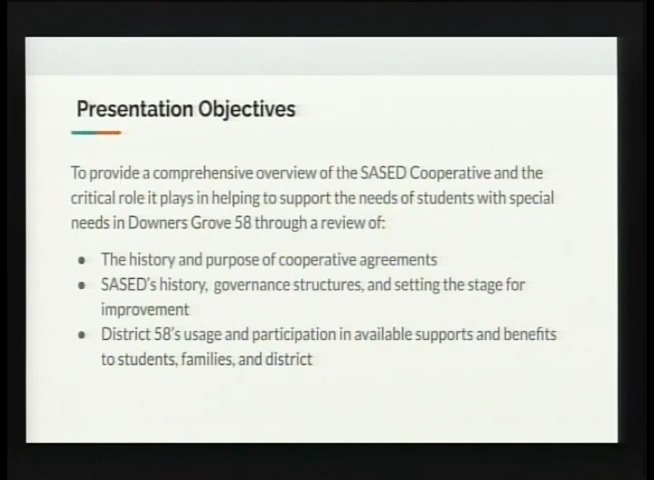 Presentation Objectives
To provide a comprehensive overview of the SASED Cooperative and the
critical role it plays in helping to support the needs of students with special
needs in Downers Grove 58 through a review of:
● The history and purpose of cooperative agreements
● SASED's history, governance structures, and setting the stage for
improvement
● District 58's usage and participation in available supports and benefits
to students, families, and district